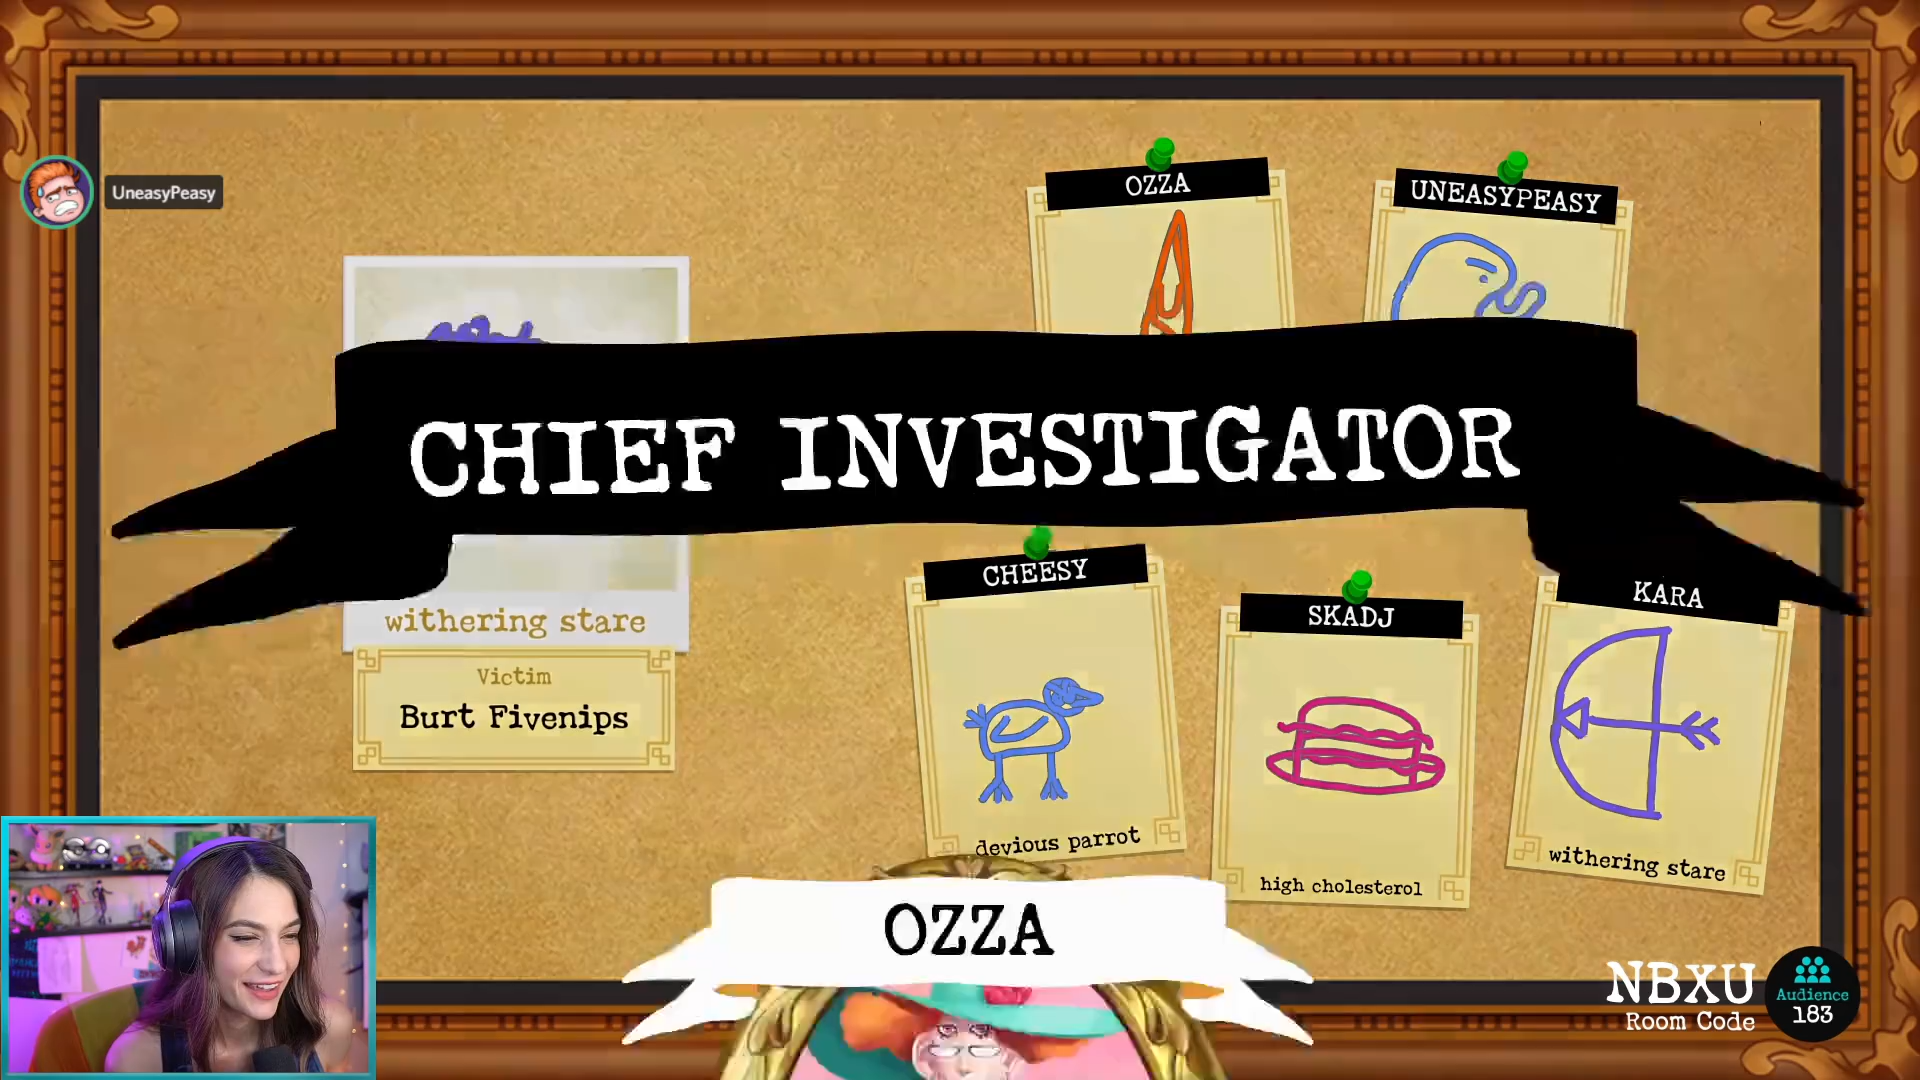 UneasyPeasy
OZZA
UNEASYPEASY
CHIEF INVESTIGATOR
withering stare
Victim
Burt Fivenips
CHEESY
devious parrot
SKADJ
high cholesterol
KARA
withering stare
OZZA
NBXU
Room Code
Audience
183